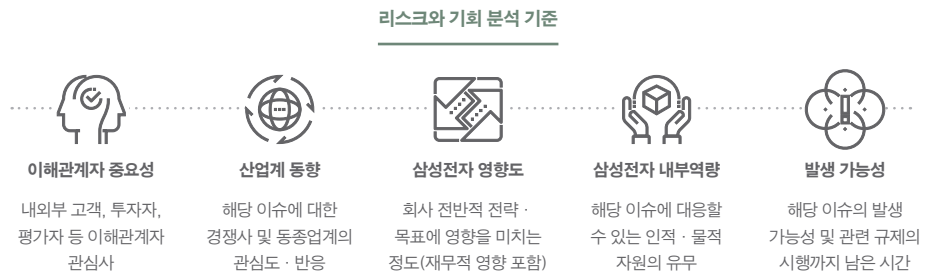 리스크와 기회 분석 기준
이해관계자 중요성
내외부 고객, 투자자,
평가자 등 이해관계자
관심사
산업계 동향
해당 이슈에 대한
경쟁사 및 동종업계의
관심도 · 반응
삼성전자 영향도
회사 전반적 전략 ·
목표에 영향을 미치는
정도(재무적 영향 포함)
삼성전자 내부역량
해당 이슈에 대응할
수 있는 인적 · 물적
자원의 유무
발생 가능성
해당 이슈의 발생
가능성 및 관련 규제의
시행까지 남은 시간